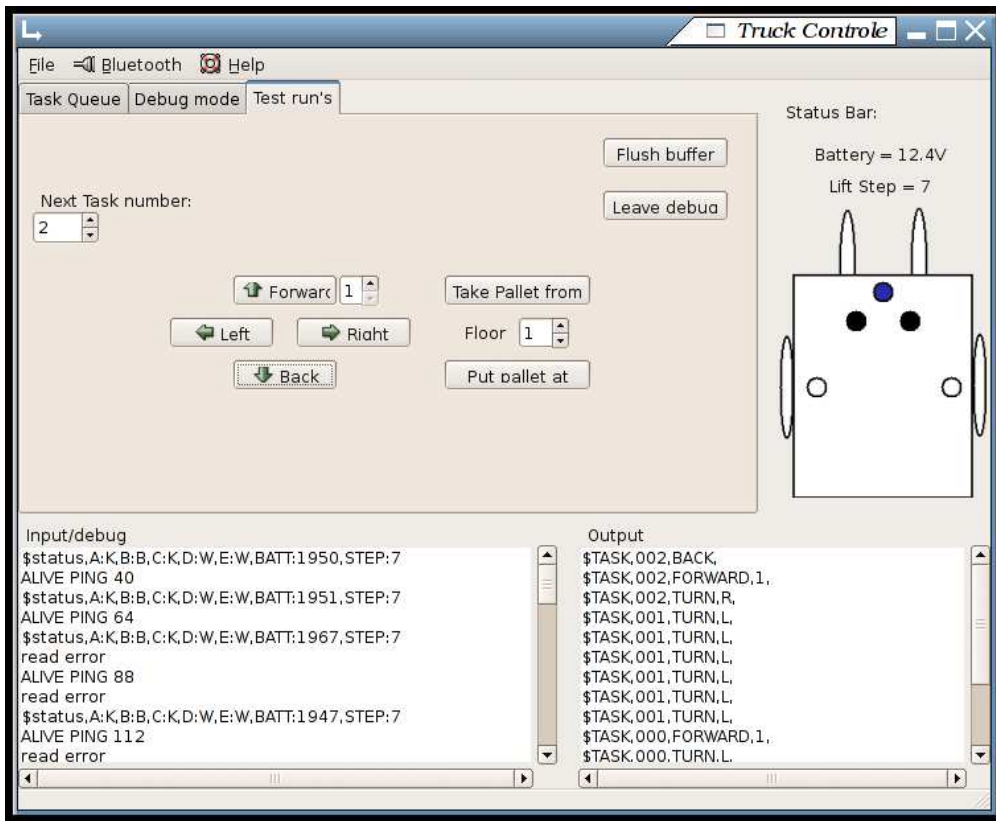 Truck Controle
File Bluetooth Help
Task Queue Debug mode Test run's
Status Bar:
Battery = 12.4V
Lift Step = 7
Flush buffer
Leave debug
Next Task number:
2
Forward 1
Take Pallet from
Left Right
Floor 1
Back
Put pallet at
Input/debug
$status,A:K,B:B,C:K,D:W,E:W,BATT:1950,STEP:7
ALIVE PING 40
$status,A:K,B:B,C:K,D:W,E:W,BATT:1951,STEP:7
ALIVE PING 64
$status,A:K,B:B,C:K,D:W,E:W,BATT:1967,STEP:7
read error
ALIVE PING 88
read error
$status,A:K,B:B,C:K,D:W,E:W,BATT:1947,STEP:7
ALIVE PING 112
read error
Output
$TASK,002,BACK,
$TASK,002,FORWARD,1,
$TASK,002,TURN,R,
$TASK,001,TURN,L,
$TASK,001,TURN,L,
$TASK,001,TURN,L,
$TASK,001,TURN,L,
$TASK,001,TURN,L,
$TASK,001,TURN,L,
$TASK,000,FORWARD,1,
$TASK,000,TURN,L,